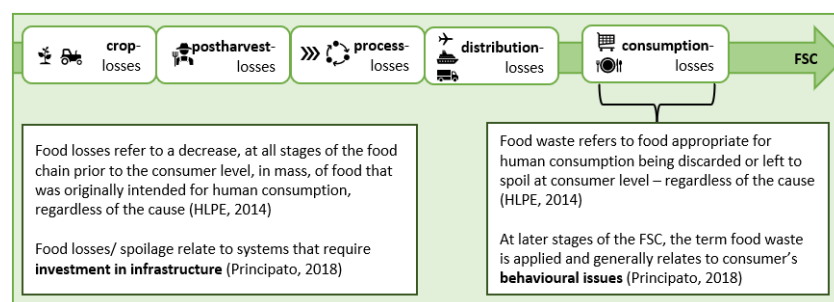 crop-
losses
postharvest-
losses
process-
losses
distribution-
losses
consumption-
losses
FSC
Food losses refer to a decrease, at all stages of the food
chain prior to the consumer level, in mass, of food that
was originally intended for human consumption,
regardless of the cause (HLPE, 2014)
Food losses/ spoilage relate to systems that require
investment in infrastructure (Principato, 2018)
Food waste refers to food appropriate for
human consumption being discarded or left to
spoil at consumer level – regardless of the cause
(HLPE, 2014)
At later stages of the FSC, the term food waste
is applied and generally relates to consumer’s
behavioural issues (Principato, 2018)